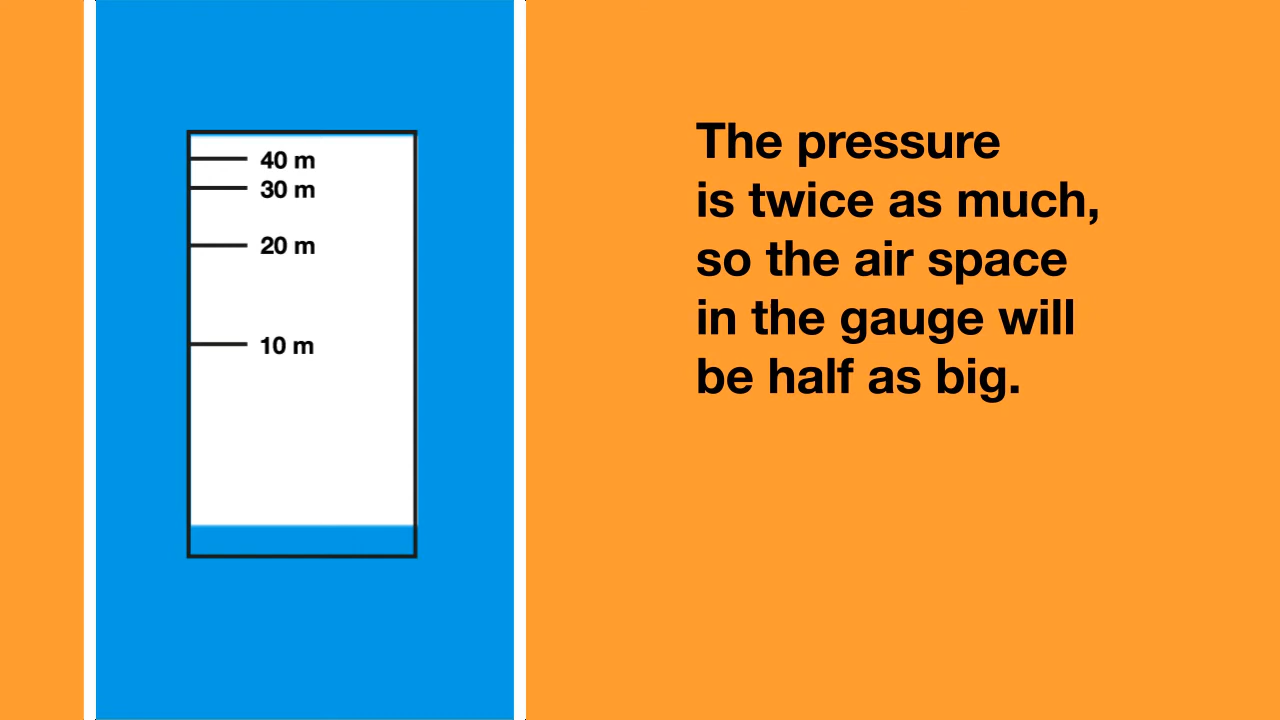 40 m
30 m
20 m
10 m
The pressure
is twice as much,
so the air space
in the gauge will
be half as big.